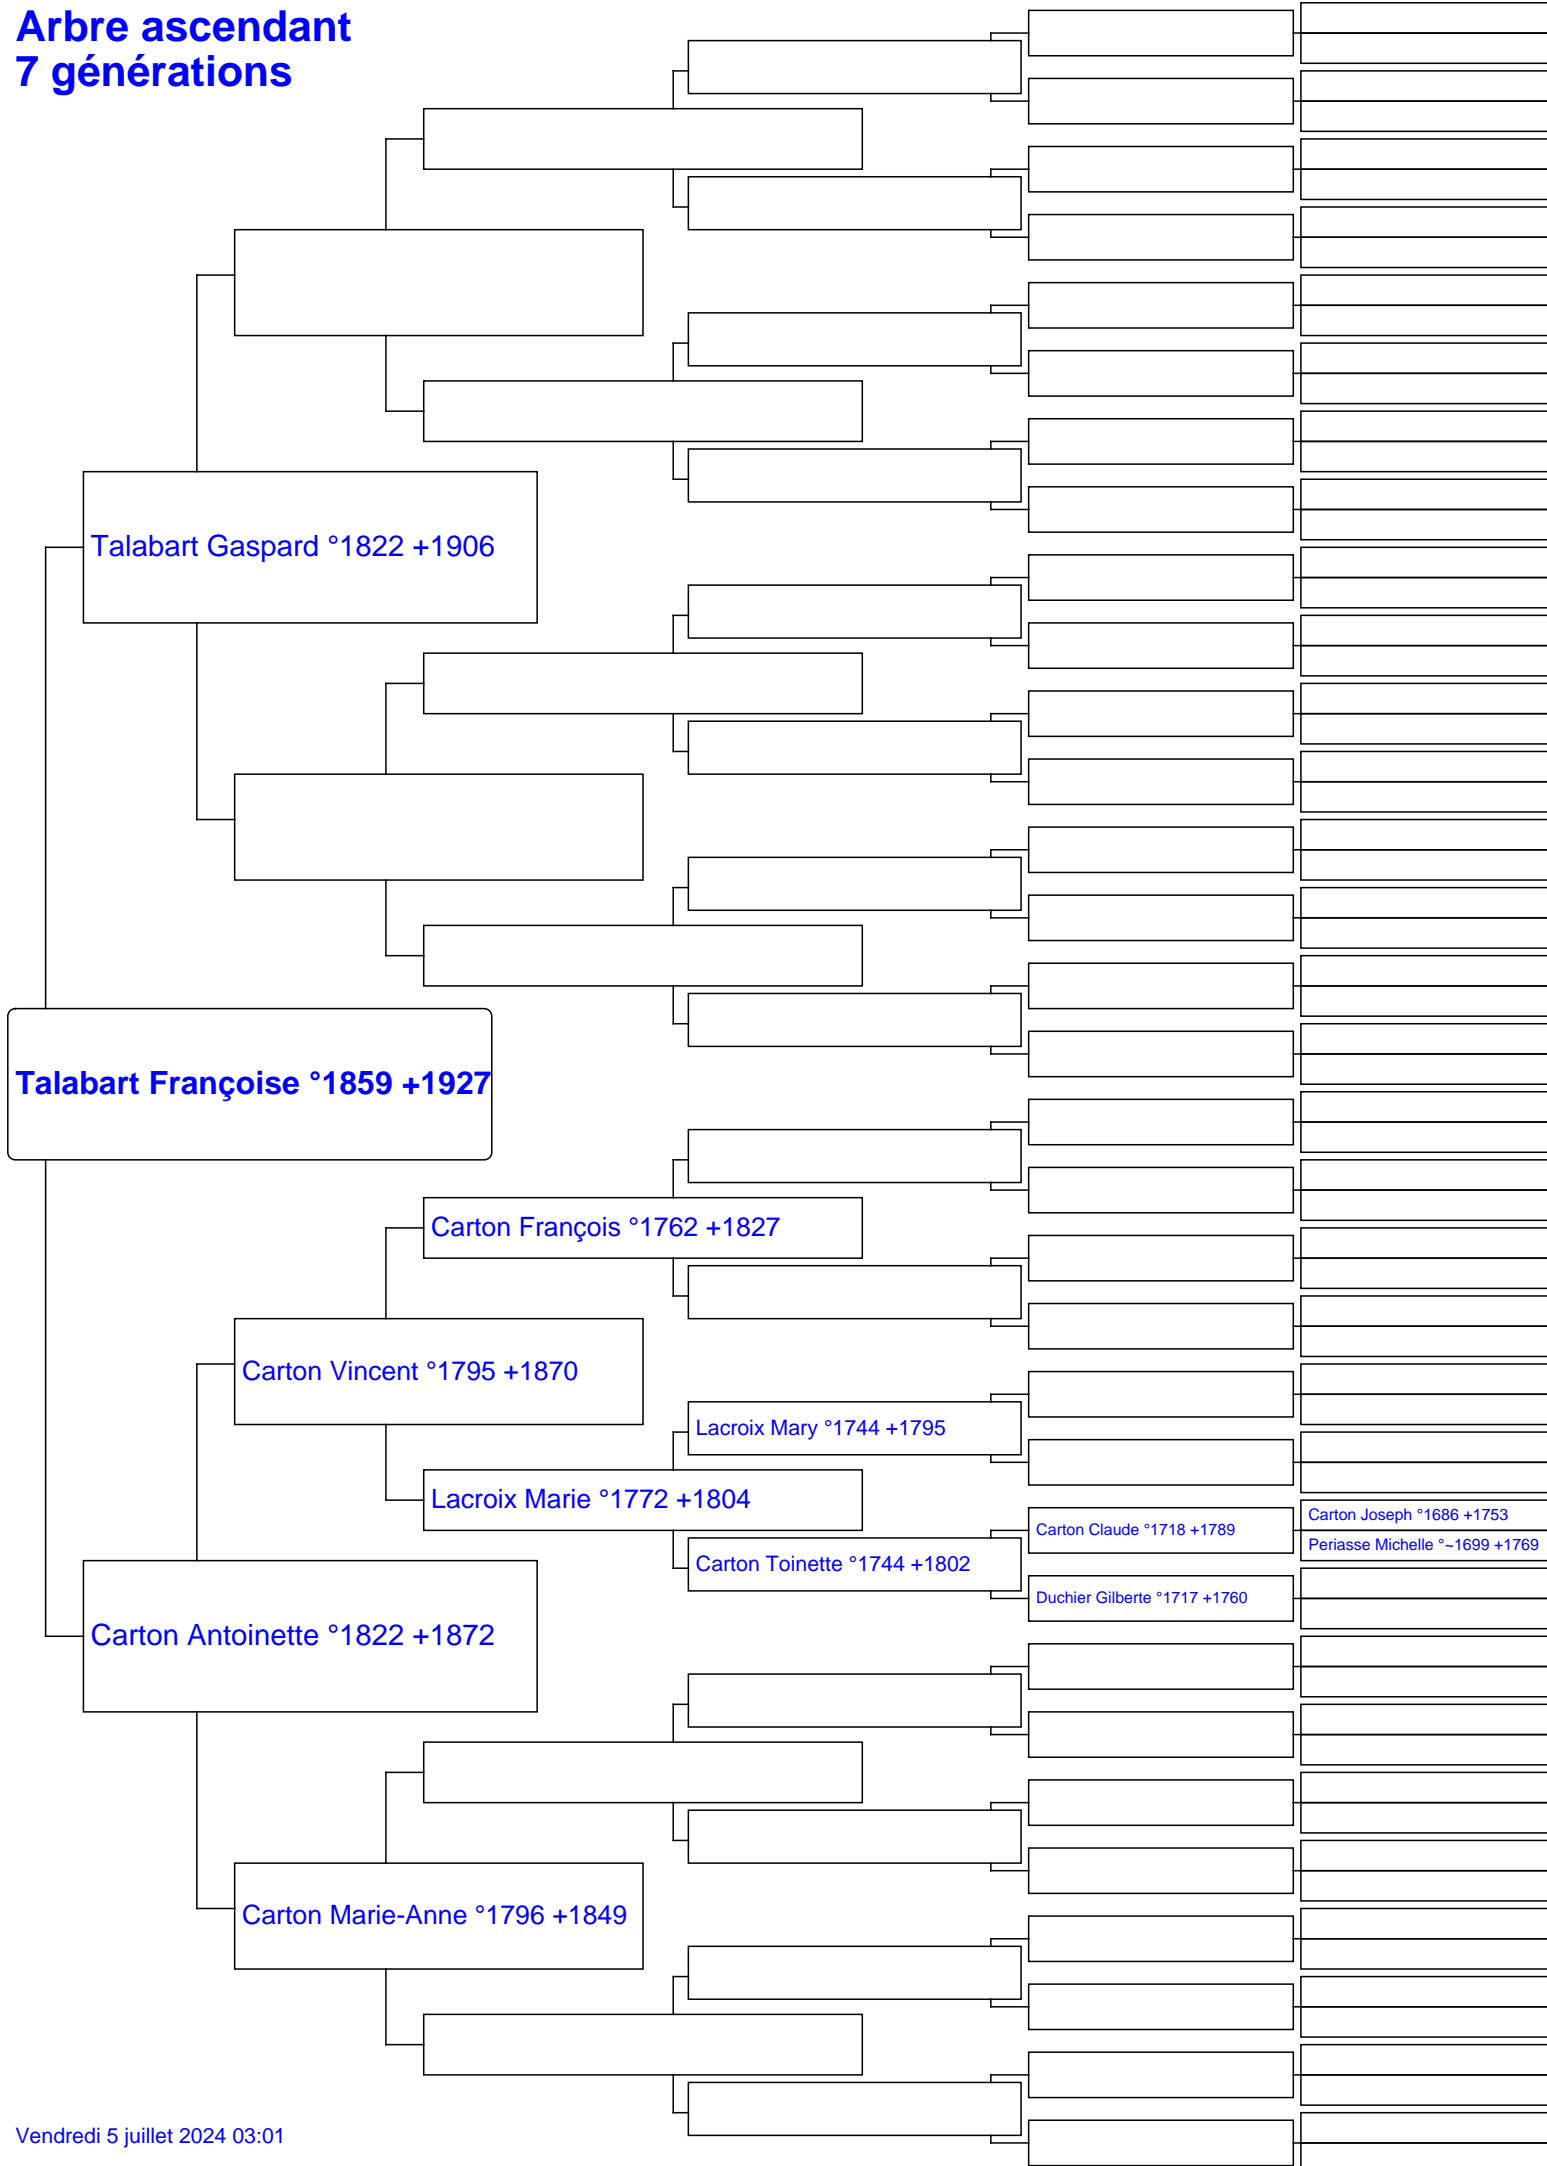 Arbre ascendant
7 générations
Talabart Gaspard °1822 +1906
Talabart Françoise °1859 +1927
Carton François °1762 +1827
Carton Vincent °1795 +1870
Lacroix Mary °1744 +1795
Lacroix Marie °1772 +1804
Carton Joseph °1686 +1753
Carton Claude °1718 +1789
Periasse Michelle °~1699 +1769
Carton Toinette °1744 +1802
Duchier Gilberte °1717 +1760
Carton Antoinette °1822 +1872
Carton Marie-Anne °1796 +1849
Vendredi 5 juillet 2024 03:01